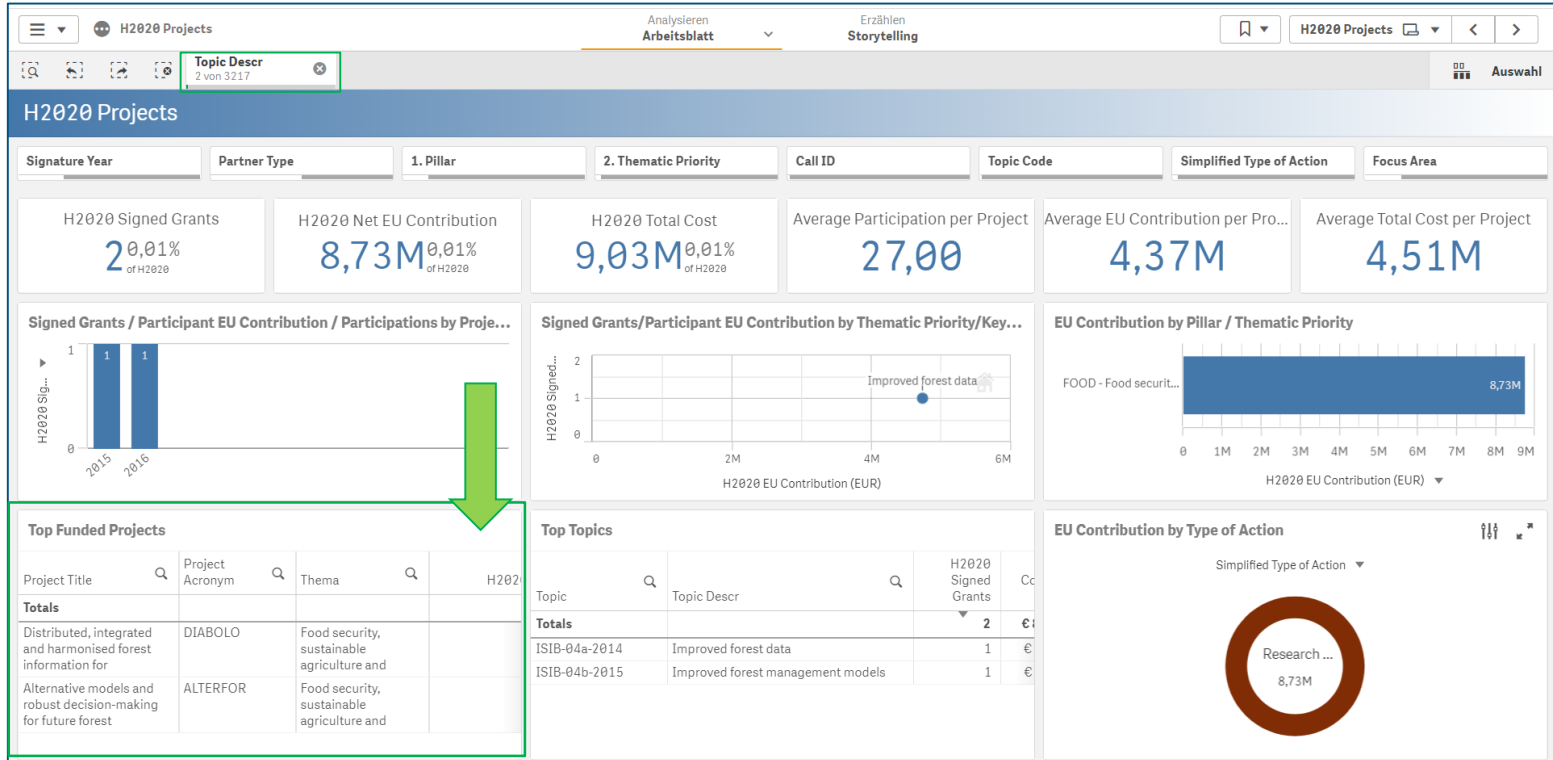 H2020 Projects
Analysieren
Arbeitsblatt
Erzählen
Storytelling
H2020 Projects
Topic Descr
2 von 3217
Auswahl
H2020 Projects
Signature Year
Partner Type
1. Pillar
2. Thematic Priority
Call ID
Topic Code
Simplified Type of Action
Focus Area
H2020 Signed Grants
2 0,01%
of H2020
H2020 Net EU Contribution
8,73M 0,01%
of H2020
H2020 Total Cost
9,03M 0,01%
of H2020
Average Participation per Project
27,00
Average EU Contribution per Pro...
4,37M
Average Total Cost per Project
4,51M
Signed Grants / Participant EU Contribution / Participations by Proje...
H2020 Sig...
1
0
1
1
2015
2016
Signed Grants/Participant EU Contribution by Thematic Priority/Key...
H2020 Signed...
2
1
0
Improved forest data
0
2M
4M
6M
H2020 EU Contribution (EUR)
EU Contribution by Pillar / Thematic Priority
FOOD - Food securit...
8,73M
0 1M 2M 3M 4M 5M 6M 7M 8M 9M
H2020 EU Contribution (EUR)
Top Funded Projects
Project Title
Project
Acronym
Thema
H202
Totals
Distributed, integrated
and harmonised forest
information for
DIABOLO
Food security,
sustainable
agriculture and
Alternative models and
robust decision-making
for future forest
ALTERFOR
Food security,
sustainable
agriculture and
Top Topics
Topic
Topic Descr
H2020
Signed
Grants
Co
Totals
2
€
ISIB-04a-2014
Improved forest data
1
€
ISIB-04b-2015
Improved forest management models
1
€
EU Contribution by Type of Action
Simplified Type of Action
Research ...
8,73M